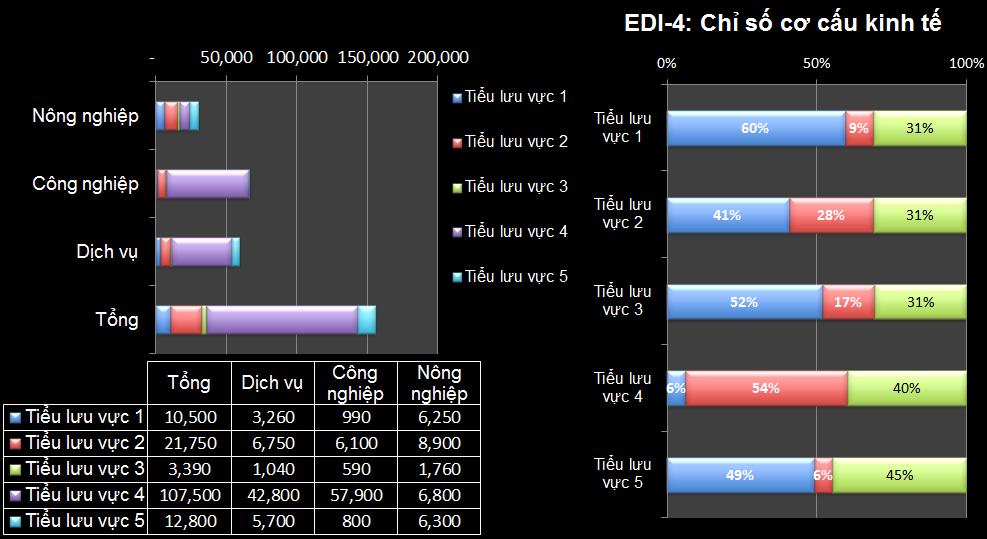 EDI-4: Chỉ số cơ cấu kinh tế
- 50,000 100,000 150,000 200,000
Nông nghiệp
Công nghiệp
Dịch vụ
Tổng
Tiểu lưu vực 1
Tiểu lưu vực 2
Tiểu lưu vực 3
Tiểu lưu vực 4
Tiểu lưu vực 5
Tổng Dịch vụ Công nghiệp Nông nghiệp
Tiểu lưu vực 1 10,500 3,260 990 6,250
Tiểu lưu vực 2 21,750 6,750 6,100 8,900
Tiểu lưu vực 3 3,390 1,040 590 1,760
Tiểu lưu vực 4 107,500 42,800 57,900 6,800
Tiểu lưu vực 5 12,800 5,700 800 6,300
0% 50% 100%
Tiểu lưu
vực 1
60% 9% 31%
Tiểu lưu
vực 2
41% 28% 31%
Tiểu lưu
vực 3
52% 17% 31%
Tiểu lưu
vực 4
6% 54% 40%
Tiểu lưu
vực 5
49% 6% 45%